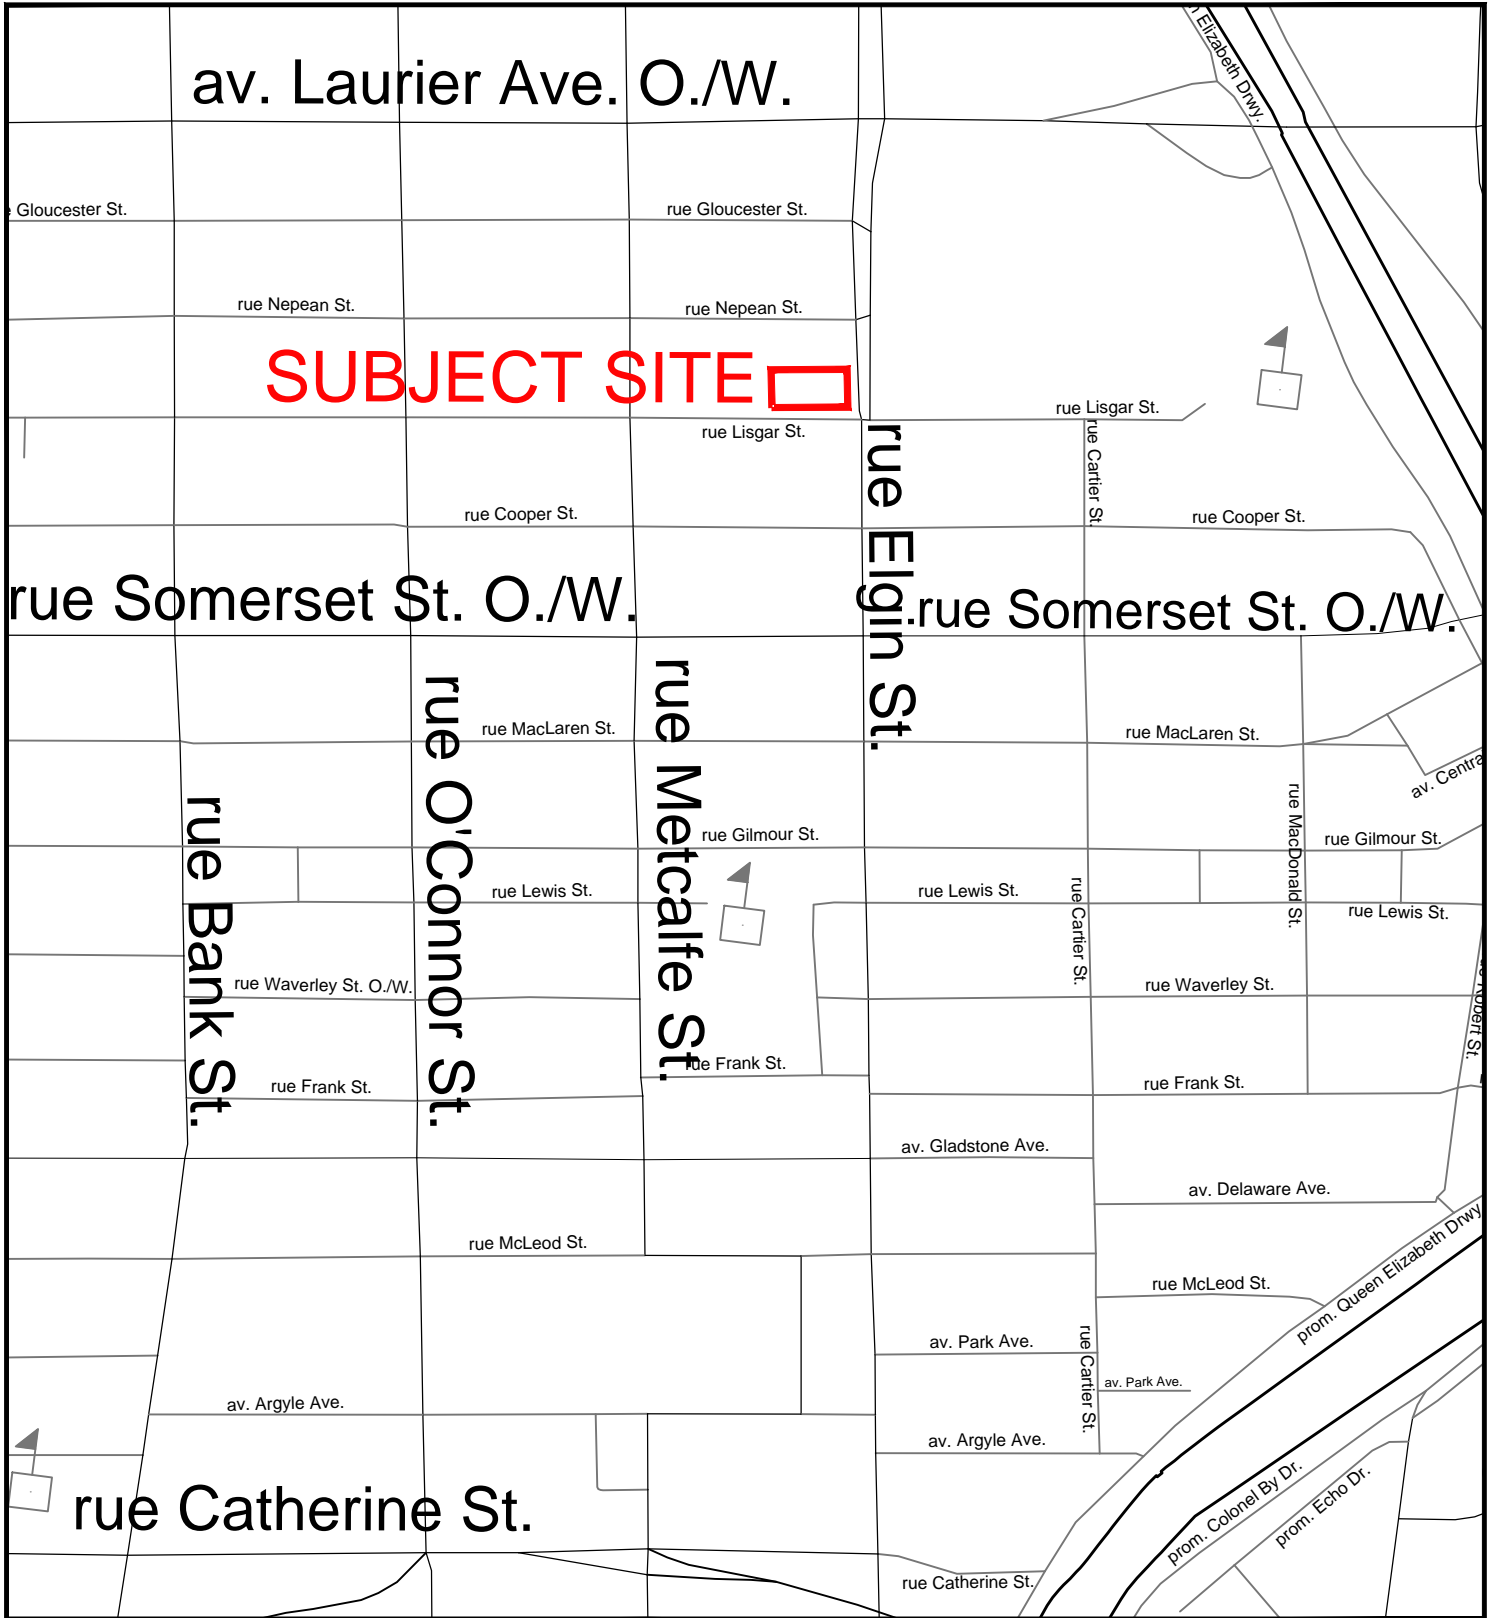 n Elizabeth Drwy.
av. Laurier Ave. O./W.
Gloucester St.
rue Gloucester St.
rue Nepean St.
rue Nepean St.
SUBJECT SITE
rue Lisgar St.
rue Lisgar St.
rue Cartier St.
rue Elgin St.
rue Cooper St.
rue Cooper St.
rue Somerset St. O./W.
rue Somerset St. O./W.
rue O'Connor St.
rue Metcalfe St.
rue MacLaren St.
rue MacLaren St.
av. Centra
rue Bank St.
rue MacDonald St.
rue Gilmour St.
rue Gilmour St.
rue Lewis St.
rue Lewis St.
rue Cartier St.
rue Lewis St.
rue Waverley St. O./W.
rue Waverley St.
Robert St.
rue Frank St.
rue Frank St.
rue Frank St.
av. Gladstone Ave.
av. Delaware Ave.
rue McLeod St.
prom. Queen Elizabeth Drwy
rue McLeod St.
av. Park Ave.
rue Cartier St.
av. Park Ave.
av. Argyle Ave.
av. Argyle Ave.
prom. Colonel By Dr.
prom. Echo Dr.
rue Catherine St.
rue Catherine St.